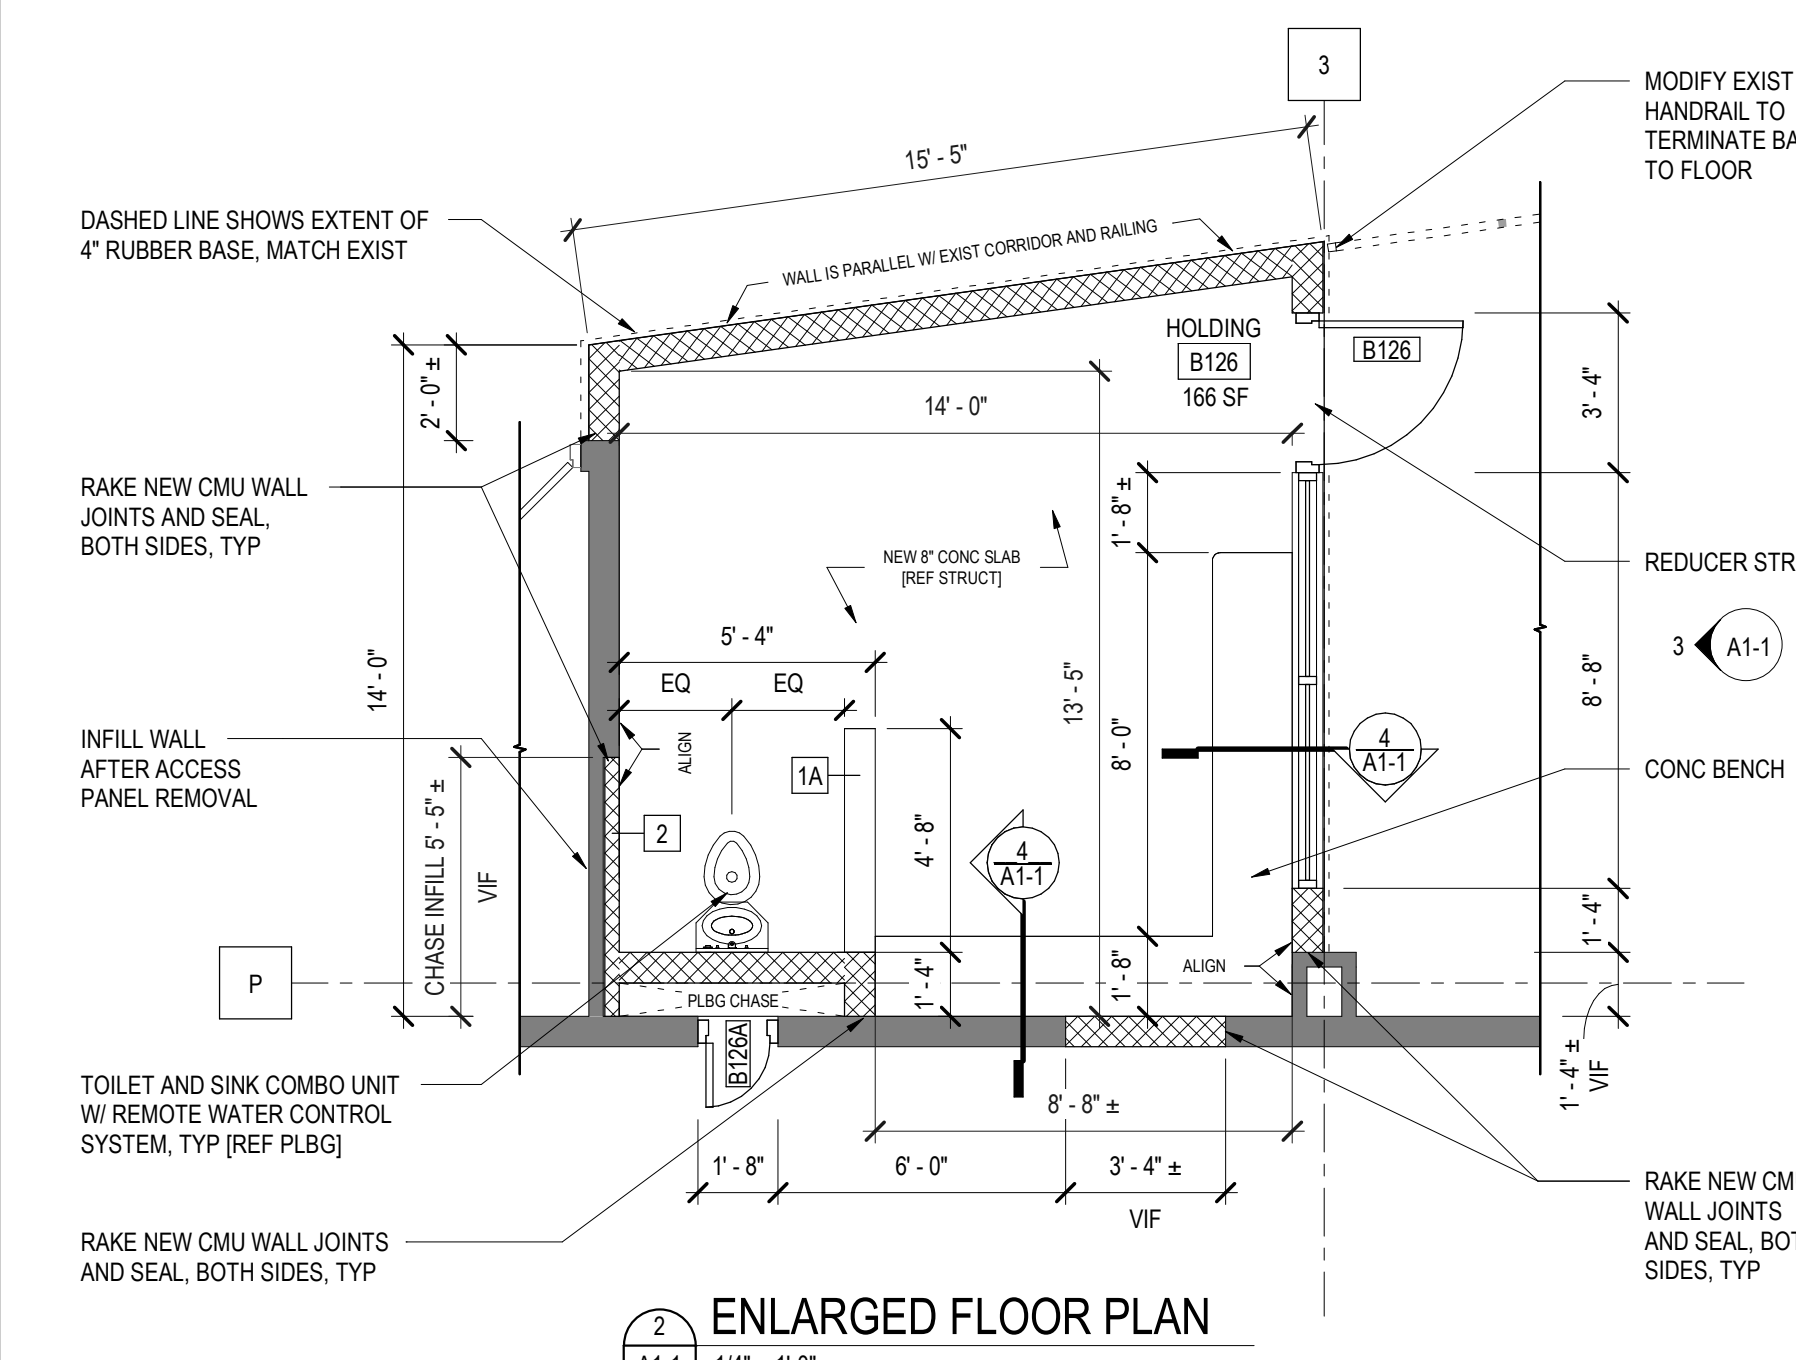 3
MODIFY EXIST
HANDRAIL TO
TERMINATE BA
TO FLOOR
15' - 5"
DASHED LINE SHOWS EXTENT OF
4" RUBBER BASE, MATCH EXIST
WALL IS PARALLEL W/ EXIST CORRIDOR AND RAILING
HOLDING
B126
166 SF
B126
2' - 0" ±
14' - 0"
3' - 4"
RAKE NEW CMU WALL
JOINTS AND SEAL,
BOTH SIDES, TYP
1' - 8" ±
NEW 8" CONC SLAB
[REF STRUCT]
REDUCER STR
5' - 4"
EQ
EQ
14' - 0"
13' - 5"
8' - 8"
3
A1-1
INFILL WALL
AFTER ACCESS
PANEL REMOVAL
ALIGN
1A
8' - 0"
4
A1-1
CONC BENCH
CHASE INFILL 5' - 5" ±
VIF
2
4' - 8"
4
A1-1
1' - 4"
P
PLBG CHASE
1' - 4"
1' - 8"
ALIGN
B126A
1' - 4" ±
VIF
TOILET AND SINK COMBO UNIT
W/ REMOTE WATER CONTROL
SYSTEM, TYP [REF PLBG]
8' - 8" ±
1' - 8"
6' - 0"
3' - 4" ±
VIF
RAKE NEW CM
WALL JOINTS
AND SEAL, BOT
SIDES, TYP
RAKE NEW CMU WALL JOINTS
AND SEAL, BOTH SIDES, TYP
2
ENLARGED FLOOR PLAN